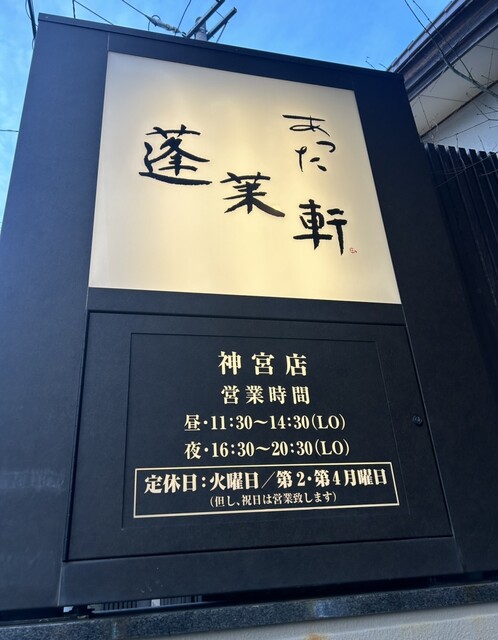 あつた
蓬莱軒
神宮店
営業時間
昼・11:30〜14:30(LO)
夜・16:30〜20:30(LO)
定休日:火曜日／第2・第4月曜日
(但し、祝日は営業致します)